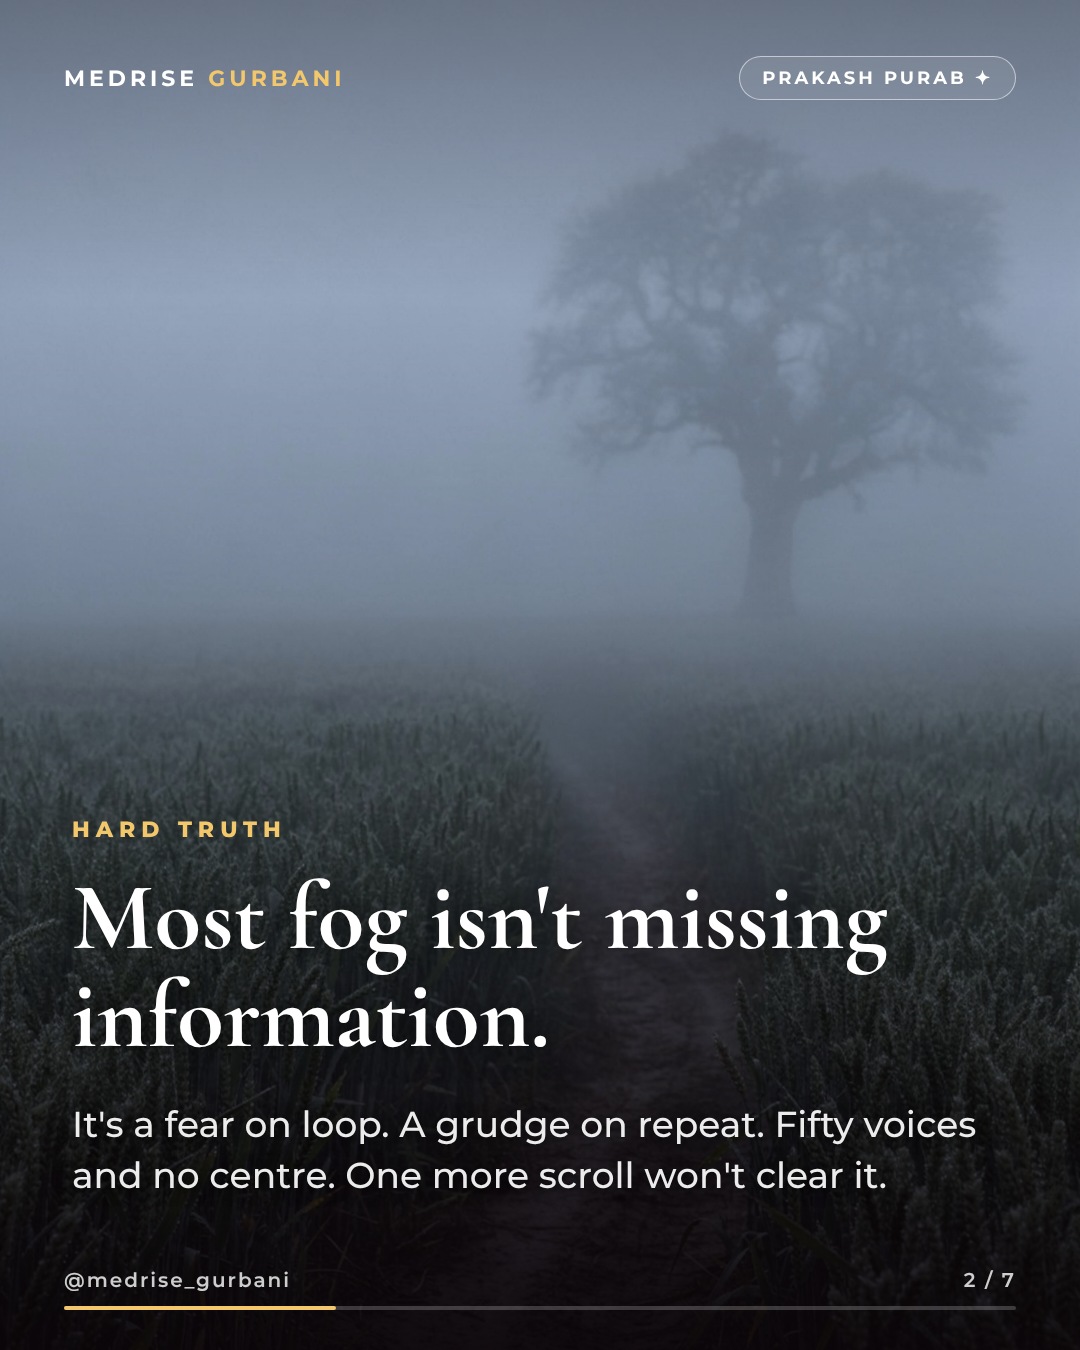 MEDRISE GURBANI
PRAKASH PURAB ✦
HARD TRUTH
Most fog isn't missing
information.
It's a fear on loop. A grudge on repeat. Fifty voices
and no centre. One more scroll won't clear it.
@medrise_gurbani
2 / 7